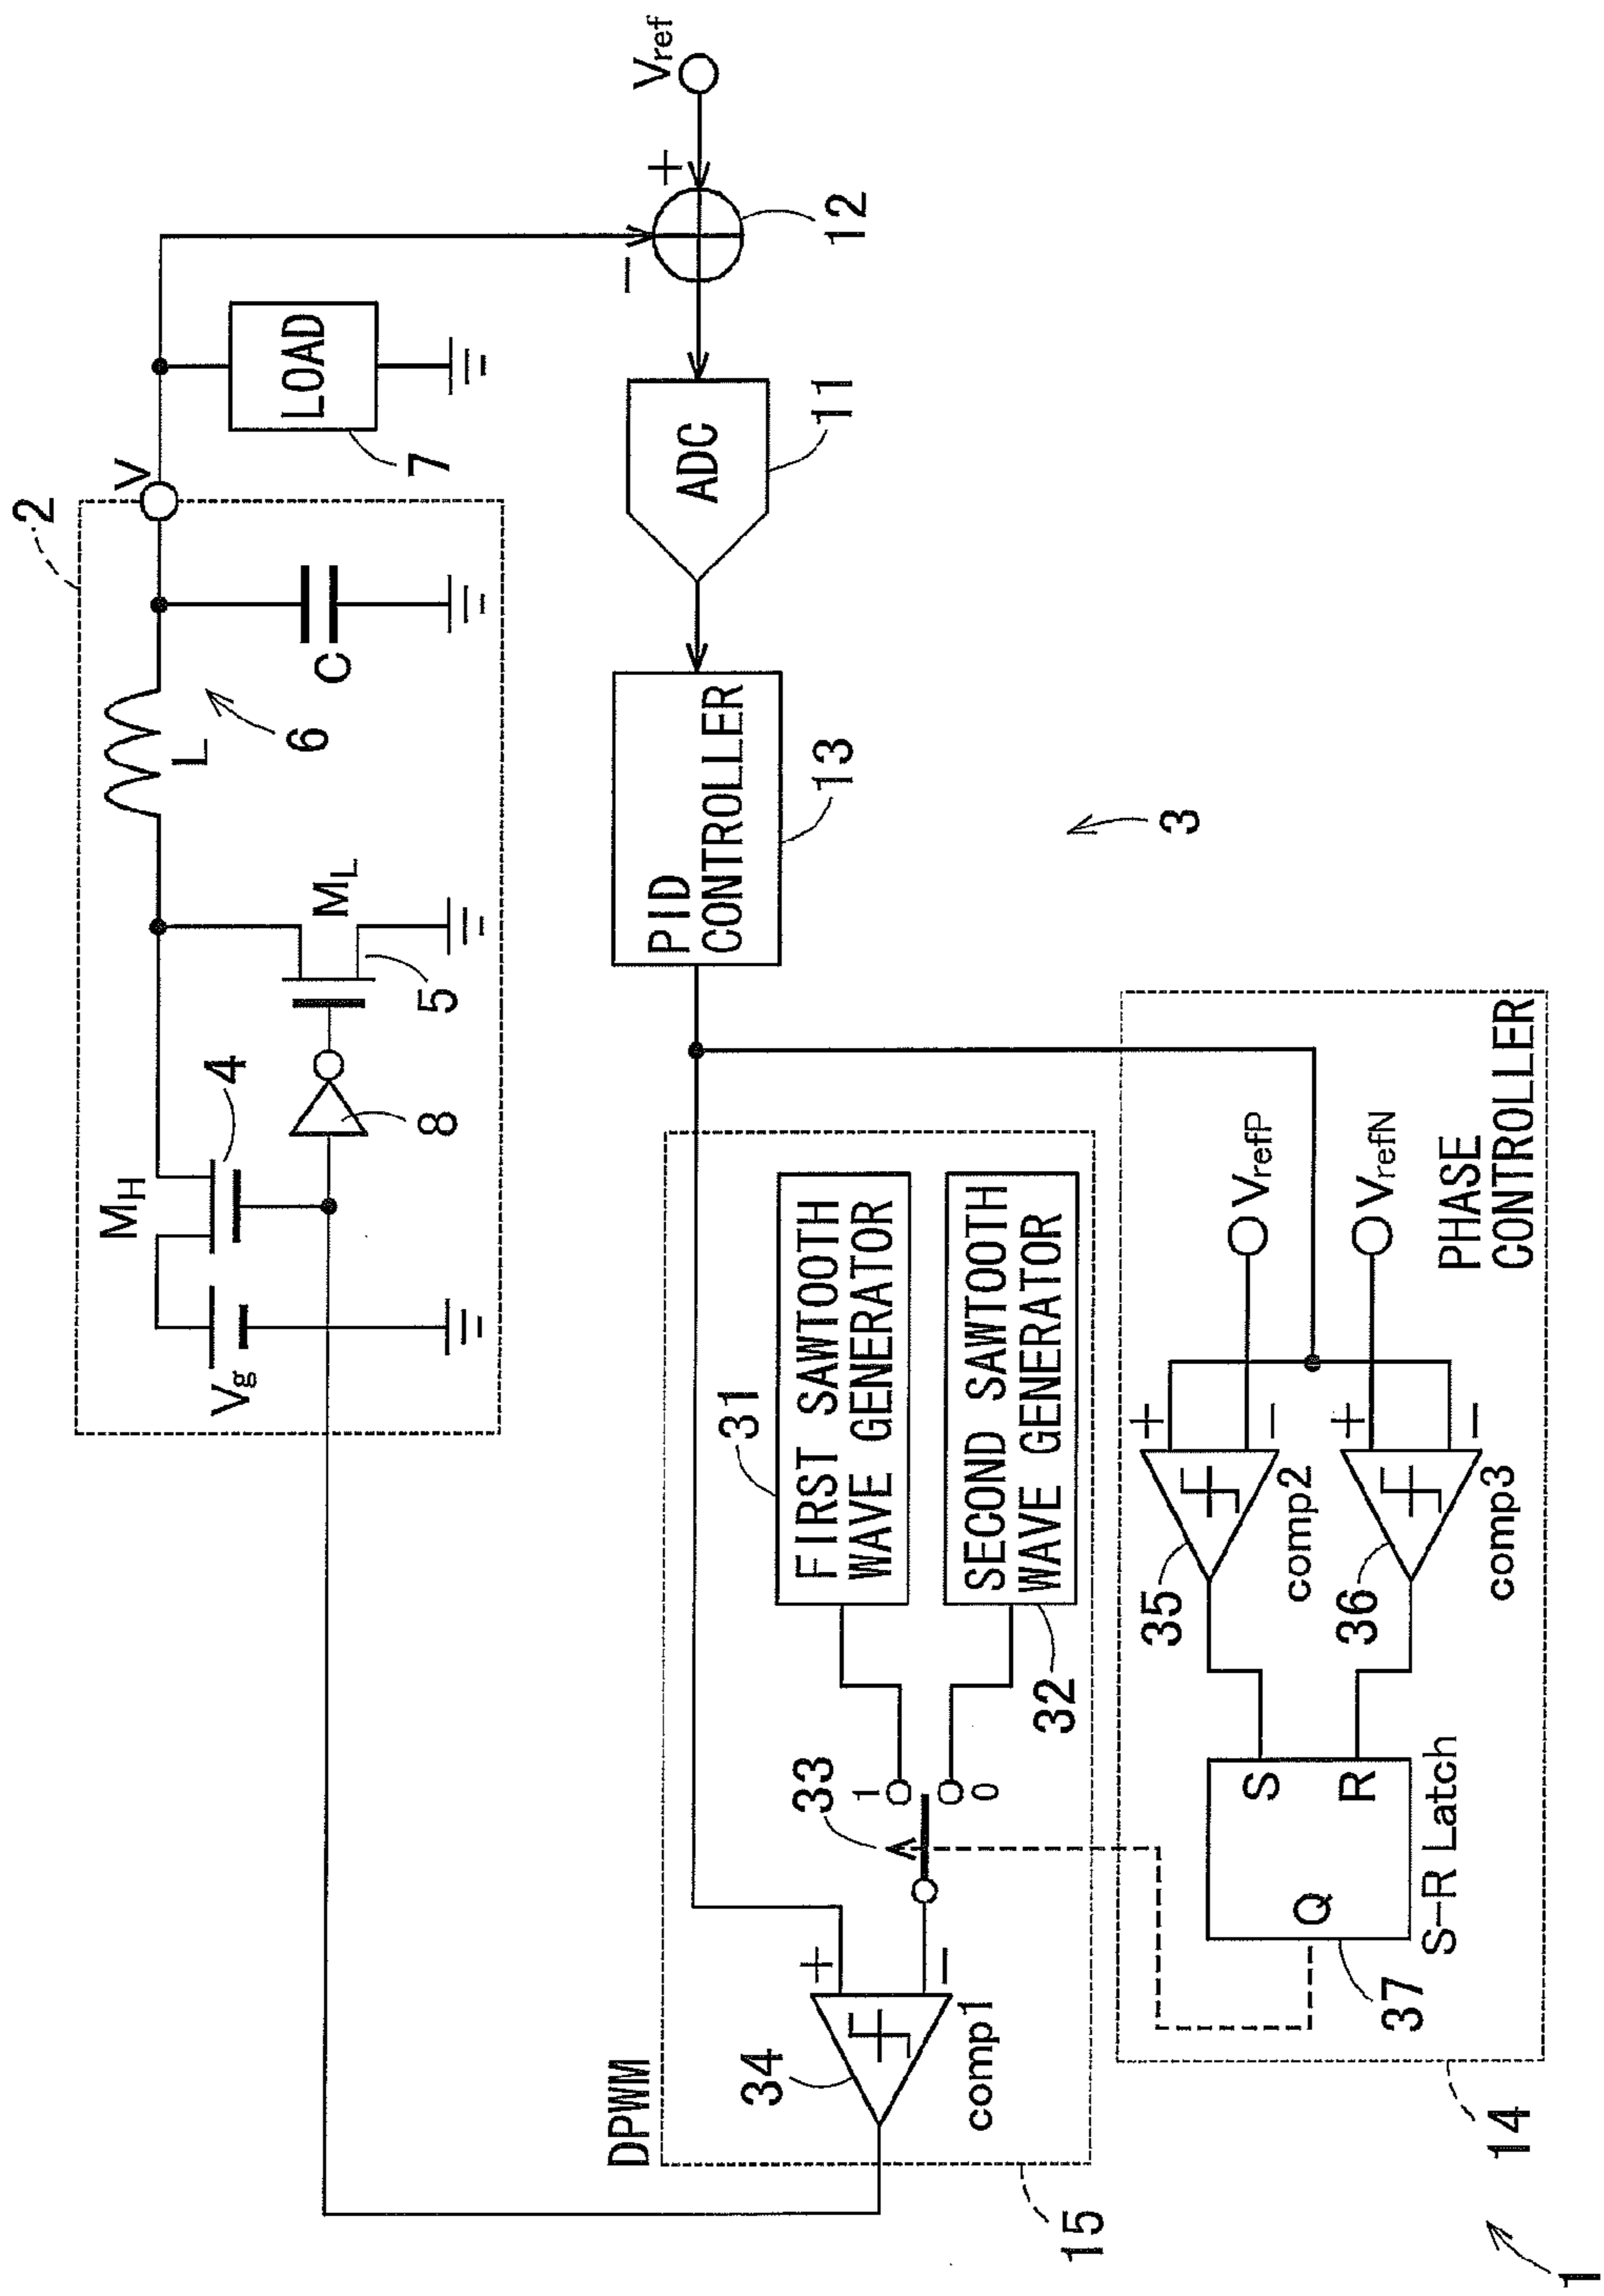 2
V
MH
4
Vg
8
5
ML
L
6
C
LOAD
7
Vref
+
−
12
ADC
11
PID
CONTROLLER
13
3
DPWM
15
34
+
−
comp1
33
1
0
31
FIRST SAWTOOTH
WAVE GENERATOR
SECOND SAWTOOTH
WAVE GENERATOR
32
PHASE
CONTROLLER
14
VrefP
VrefN
+
−
35
comp2
+
−
36
comp3
S
R
Q
S-R Latch
37
1